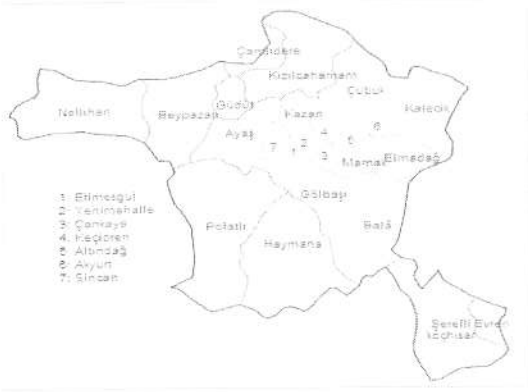 Çamlıdere
Kızılcahamam
Çubuk
Nallıhan
Beypazarı
Güdül
Kazan
Kalecik
Ayaş
4
6
7 1 2
5
3
Mamak
Elmadağ
Gölbaşı
1: Etimesgut
2: Yenimahalle
3: Çankaya
4: Keçiören
5: Altındağ
6: Akyurt
7: Sincan
Polatlı
Haymana
Balâ
Şereflikoçhisar
Evren